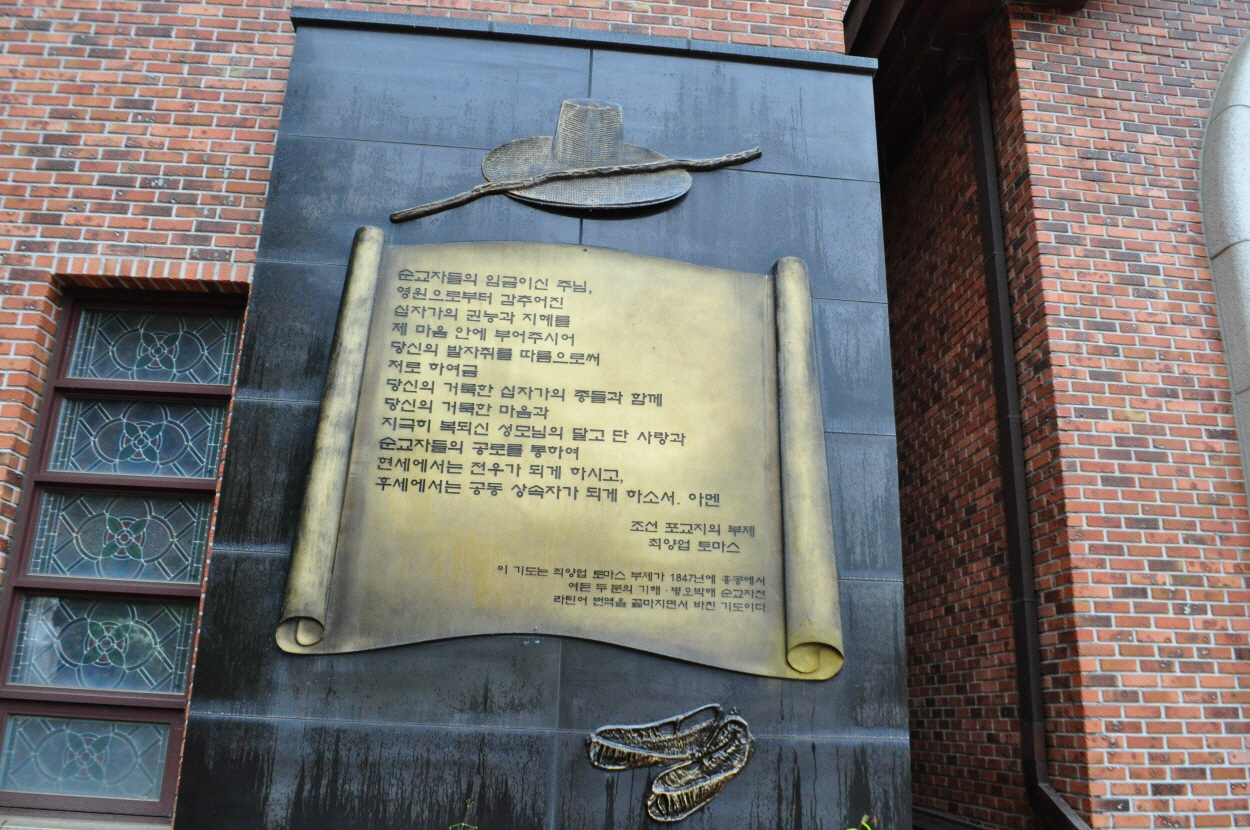 순교자들의 임금이신 주님,
영원으로부터 감추어진
십자가의 권능과 지혜를
제 마음 안에 부어주시어
당신의 발자취를 따름으로써
저로 하여금
당신의 거룩한 십자가의 종들과 함께
당신의 거룩한 마음과
지극히 복되신 성모님의 달고 단 사랑과
순교자들의 공로를 통하여
현세에서는 전우가 되게 하시고,
후세에서는 공동 상속자가 되게 하소서. 아멘
조선 포교지의 부제
최양업 토마스
이 기도는 최양업 토마스 부제가 1847년에 홍콩에서
여든 두 분의 기해·병오박해 순교자전
라틴어 번역을 끝마치면서 바친 기도이다